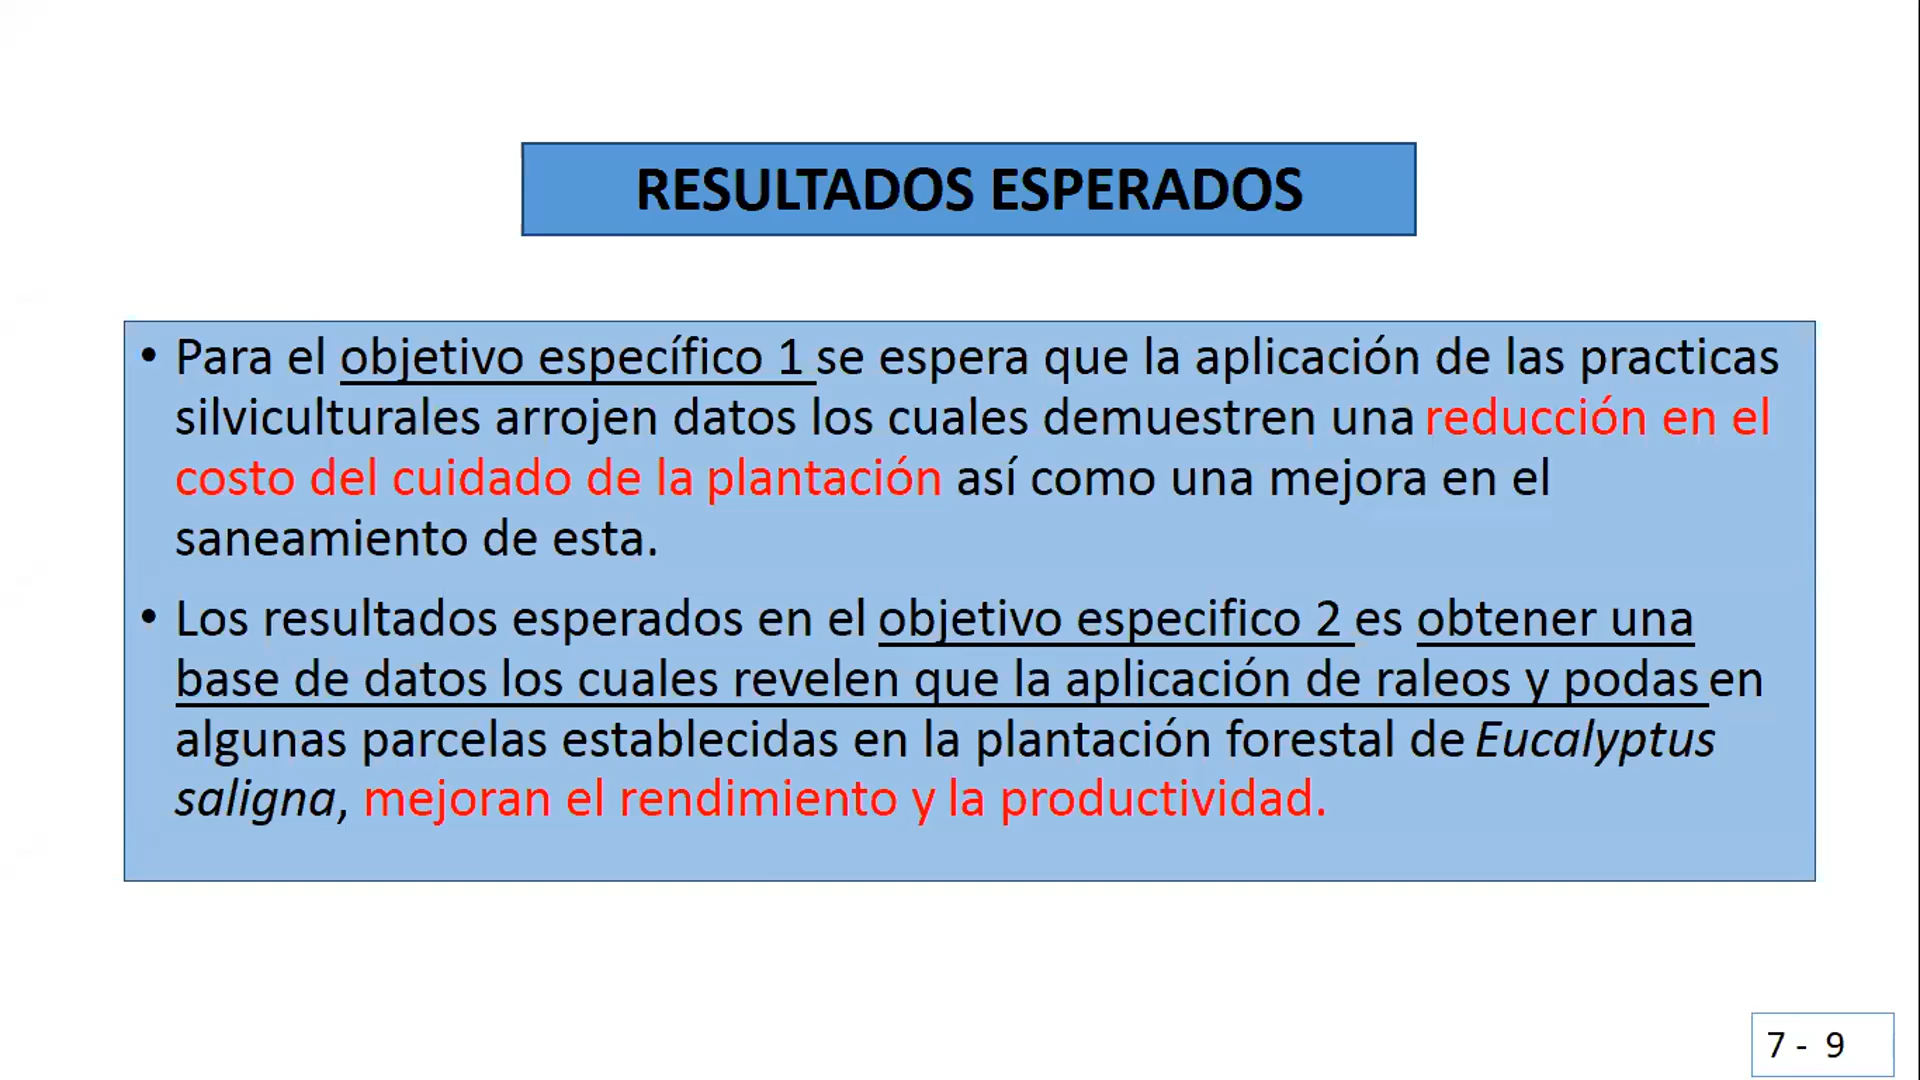 RESULTADOS ESPERADOS
• Para el objetivo específico 1 se espera que la aplicación de las practicas
silviculturales arrojen datos los cuales demuestren una reducción en el
costo del cuidado de la plantación así como una mejora en el
saneamiento de esta.
• Los resultados esperados en el objetivo especifico 2 es obtener una
base de datos los cuales revelen que la aplicación de raleos y podas en
algunas parcelas establecidas en la plantación forestal de Eucalyptus
saligna, mejoran el rendimiento y la productividad.
7 - 9